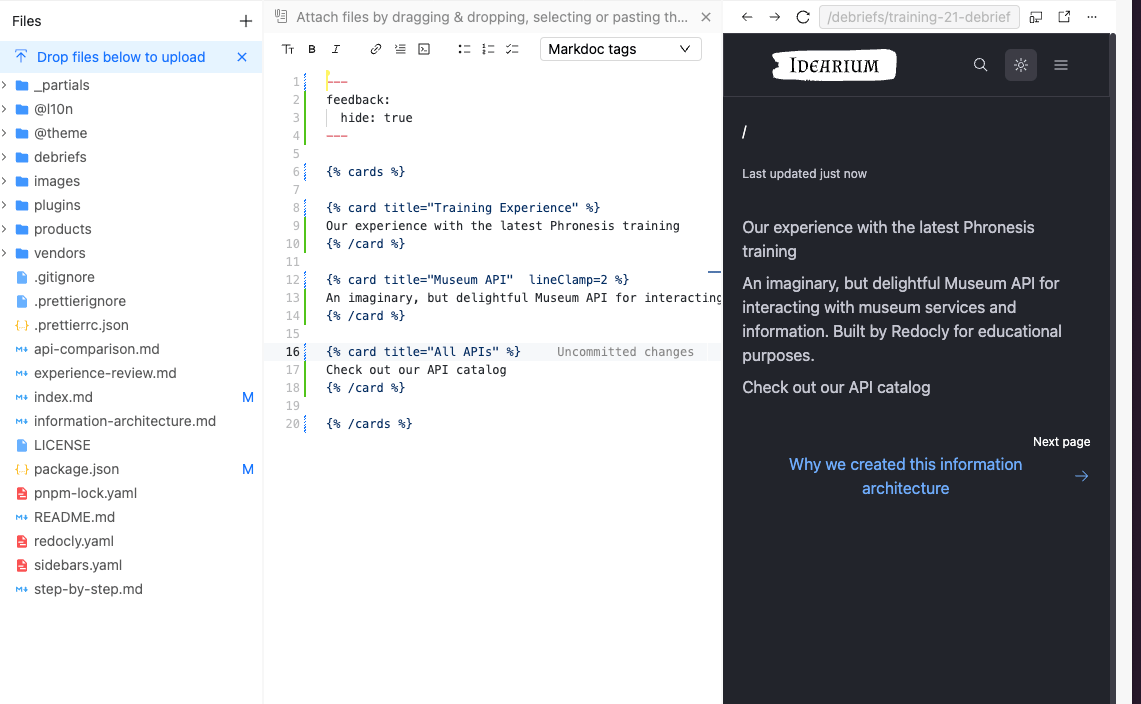 Files
Drop files below to upload
_partials
@l10n
@theme
debriefs
images
plugins
products
vendors
.gitignore
.prettierignore
.prettierrc.json
api-comparison.md
experience-review.md
index.md M
information-architecture.md
LICENSE
package.json M
pnpm-lock.yaml
README.md
redocly.yaml
sidebars.yaml
step-by-step.md
Attach files by dragging & dropping, selecting or pasting th...
Markdoc tags
1 ---
2 feedback:
3   hide: true
4 ---
5
6 {% cards %}
7
8 {% card title="Training Experience" %}
9 Our experience with the latest Phronesis training
10 {% /card %}
11
12 {% card title="Museum API"  lineClamp=2 %}
13 An imaginary, but delightful Museum API for interacting
14 {% /card %}
15
16 {% card title="All APIs" %} Uncommitted changes
17 Check out our API catalog
18 {% /card %}
19
20 {% /cards %}
/debriefs/training-21-debrief
IDEARIUM
/
Last updated just now
Our experience with the latest Phronesis
training
An imaginary, but delightful Museum API for
interacting with museum services and
information. Built by Redocly for educational
purposes.
Check out our API catalog
Next page
Why we created this information
architecture